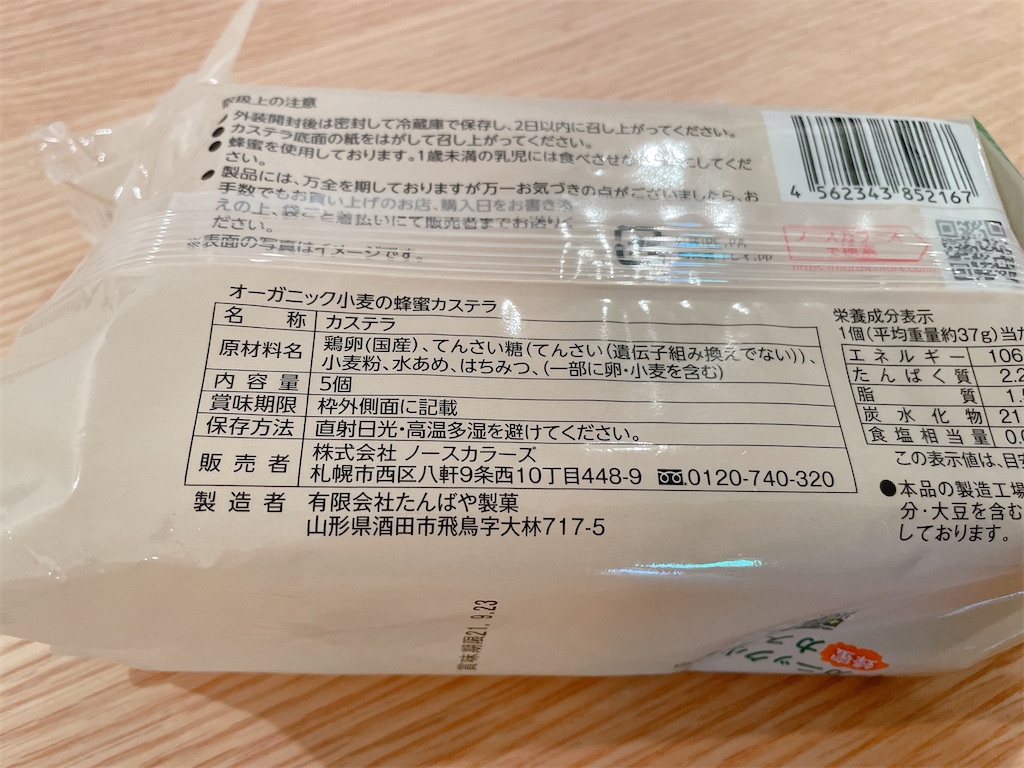 取扱上の注意
外装開封後は密封して冷蔵庫で保存し、2日以内に召し上がってください。
●カステラ底面の紙をはがして召し上がってください。
●蜂蜜を使用しております。1歳未満の乳児には食べさせないようにしてくだ
さい。
●製品には、万全を期しておりますが万一お気づきの点がございましたら、お
手数でもお買い上げのお店、購入日をお書き
えの上、袋ごと着払いにて販売者までお送り
ださい。
※表面の写真はイメージです。
4 562343 852167
オーガニック小麦の蜂蜜カステラ
名称 カステラ
原材料名 鶏卵(国産)、てんさい糖(てんさい(遺伝子組み換えでない))、
小麦粉、水あめ、はちみつ、(一部に卵・小麦を含む)
内容量 5個
賞味期限 枠外側面に記載
保存方法 直射日光・高温多湿を避けてください。
販売者 株式会社 ノースカラーズ
札幌市西区八軒9条西10丁目448-9 0120-740-320
製造者 有限会社たんばや製菓
山形県酒田市飛鳥字大林717-5
栄養成分表示
1個(平均重量約37g)当た
エネルギー 106
たんぱく質 2.2
脂質 1.
炭水化物 21
食塩相当量 0.
この表示値は、目安
●本品の製造工場
分・大豆を含む
しております。
賞味期限21.9.23
ニック小
カス
蜂蜜